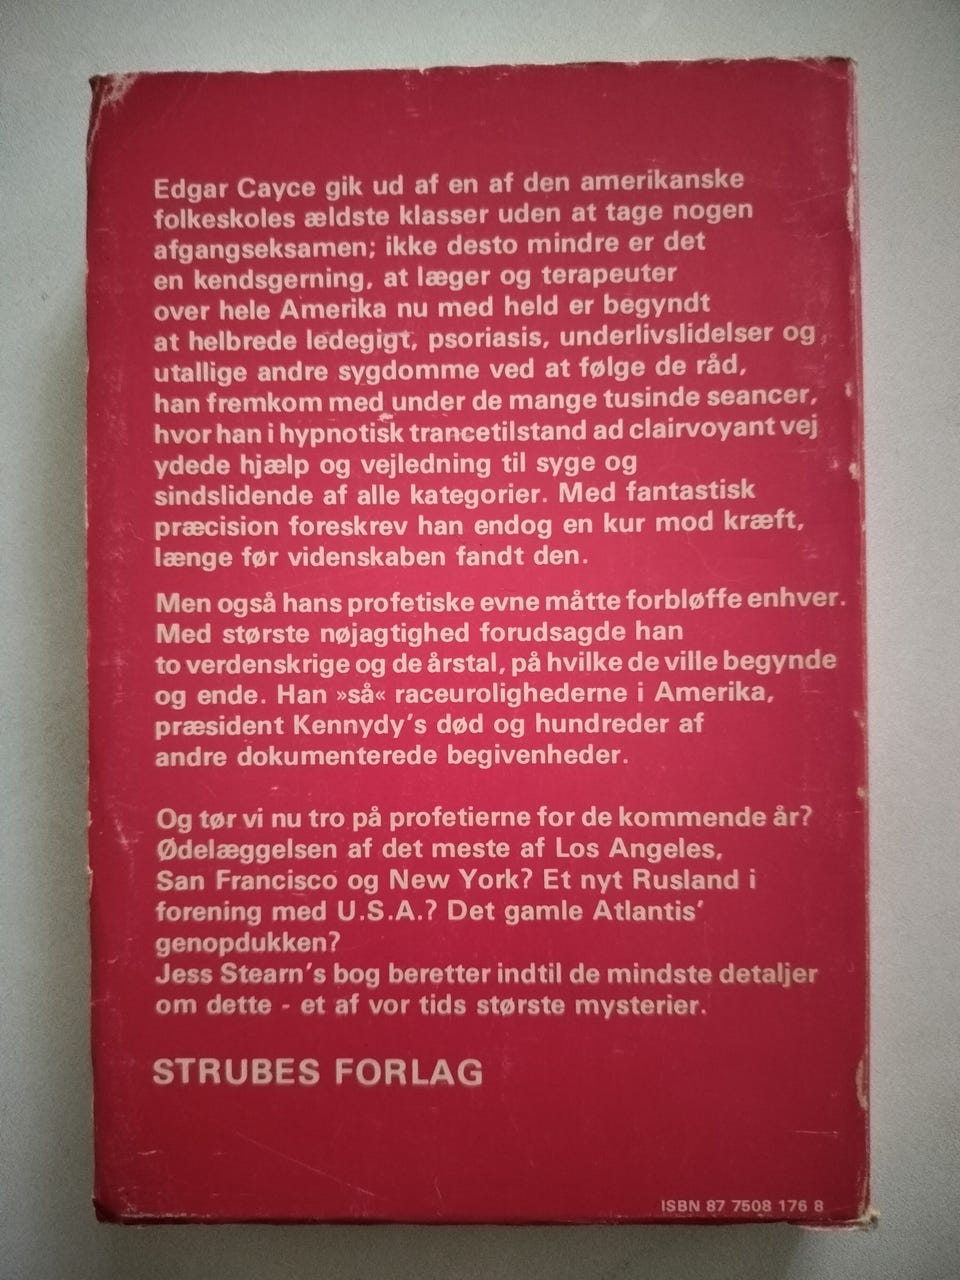 Edgar Cayce gik ud af en af den amerikanske
folkeskoles ældste klasser uden at tage nogen
afgangseksamen; ikke desto mindre er det
en kendsgerning, at læger og terapeuter
over hele Amerika nu med held er begyndt
at helbrede ledegigt, psoriasis, underlivslidelser og
utallige andre sygdomme ved at følge de råd,
han fremkom med under de mange tusinde seancer,
hvor han i hypnotisk trancetilstand ad clairvoyant vej
ydede hjælp og vejledning til syge og
sindslidende af alle kategorier. Med fantastisk
præcision foreskrev han endog en kur mod kræft,
længe før videnskaben fandt den.
Men også hans profetiske evne måtte forbløffe enhver.
Med største nøjagtighed forudsagde han
to verdenskrige og de årstal, på hvilke de ville begynde
og ende. Han »så« raceurolighederne i Amerika,
præsident Kennydy's død og hundreder af
andre dokumenterede begivenheder.
Og tør vi nu tro på profetierne for de kommende år?
Ødelæggelsen af det meste af Los Angeles,
San Francisco og New York? Et nyt Rusland i
forening med U.S.A.? Det gamle Atlantis'
genopdukken?
Jess Stearn's bog beretter indtil de mindste detaljer
om dette - et af vor tids største mysterier.
STRUBES FORLAG
ISBN 87 7508 176 8